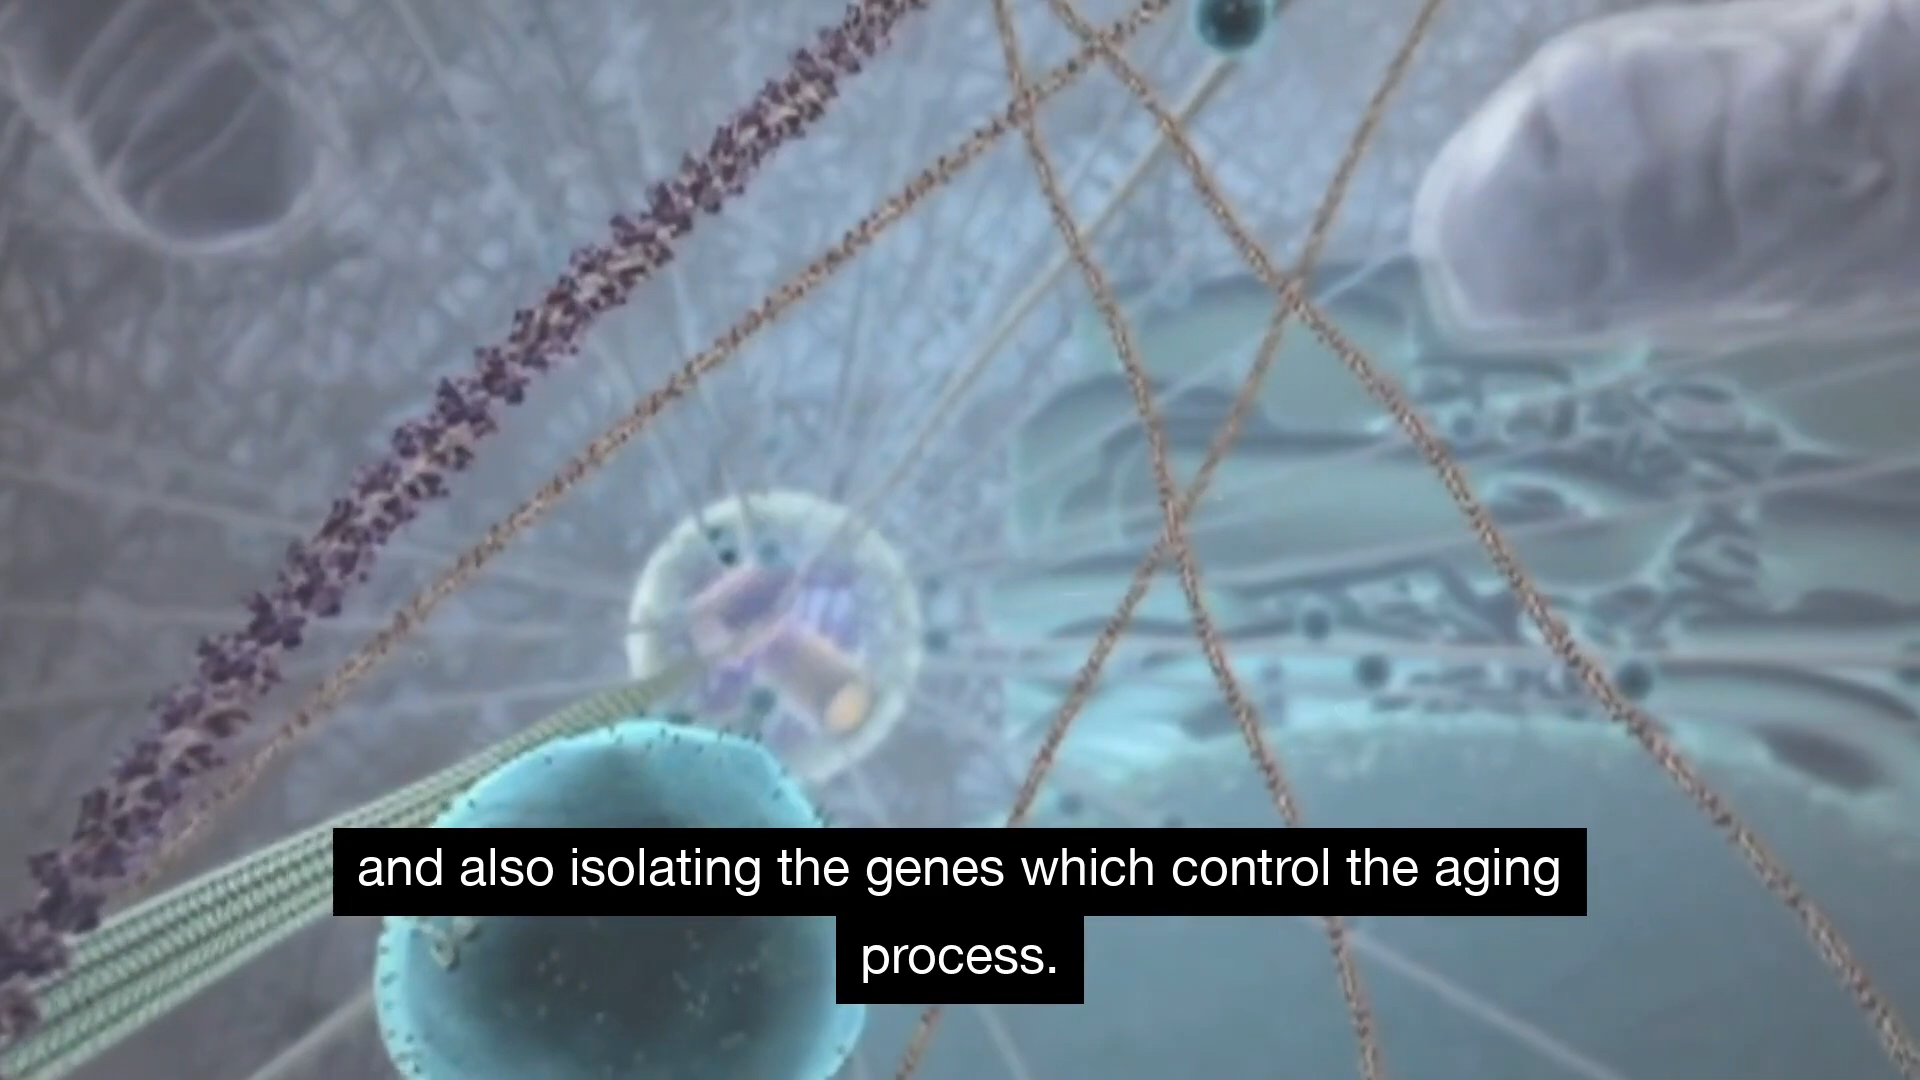 and also isolating the genes which control the aging
process.